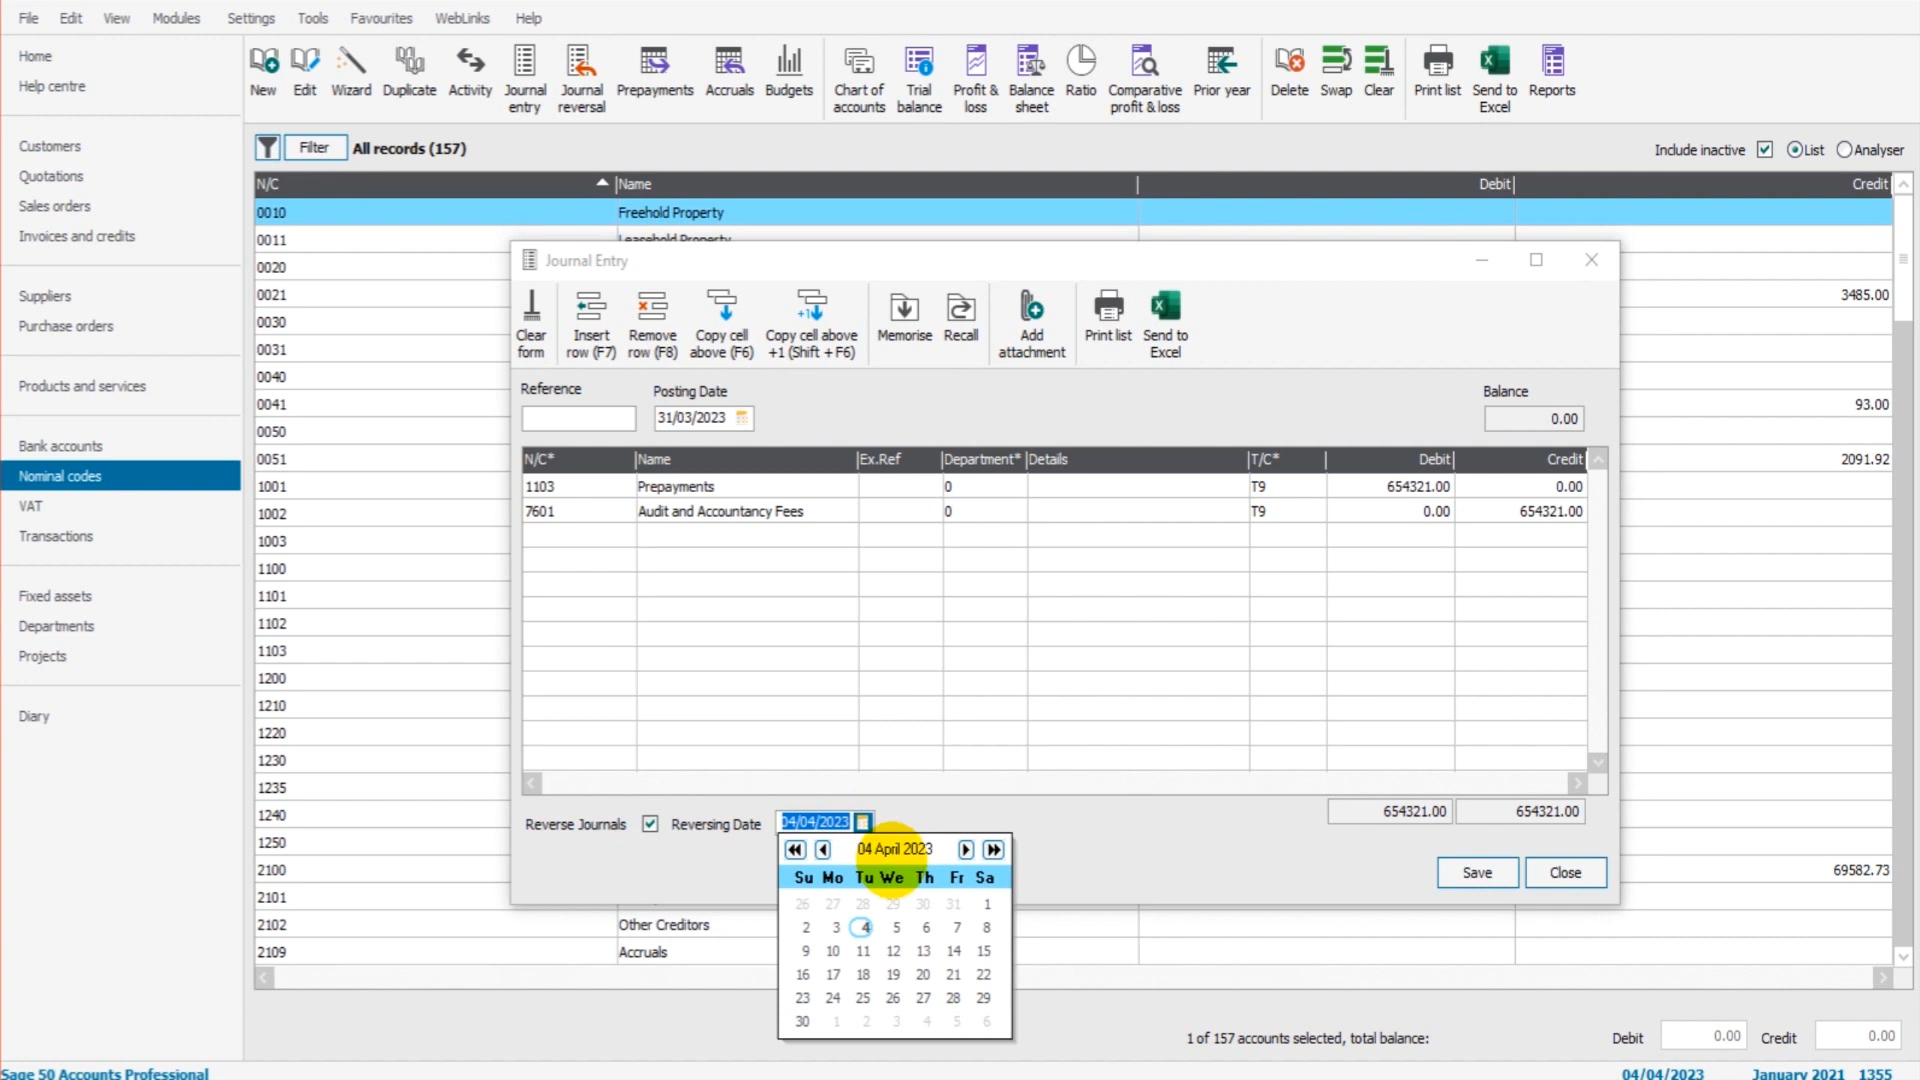 File Edit View Modules Settings Tools Favourites WebLinks Help
Home
Help centre
Customers
Quotations
Sales orders
Invoices and credits
Suppliers
Purchase orders
Products and services
Bank accounts
Nominal codes
VAT
Transactions
Fixed assets
Departments
Projects
Diary
New Edit Wizard Duplicate Activity Journal entry Journal reversal Prepayments Accruals Budgets Chart of accounts Trial balance Profit & loss Balance sheet Ratio Comparative profit & loss Prior year Delete Swap Clear Print list Send to Excel Reports
Filter All records (157) Include inactive List Analyser
N/C Name Debit Credit
0010 Freehold Property
0011 Leasehold Property
0020
0021 3485.00
0030
0031
0040
0041 93.00
0050
0051 2091.92
1001
1002
1003
1100
1101
1102
1103
1200
1210
1220
1230
1235
1240
1250
2100 69582.73
2101
2102 Other Creditors
2109 Accruals
Journal Entry
Clear form Insert row (F7) Remove row (F8) Copy cell above (F6) Copy cell above +1 (Shift + F6) Memorise Recall Add attachment Print list Send to Excel
Reference Posting Date Balance
31/03/2023 0.00
N/C* Name Ex.Ref Department* Details T/C* Debit Credit
1103 Prepayments 0 T9 654321.00 0.00
7601 Audit and Accountancy Fees 0 T9 0.00 654321.00
654321.00 654321.00
Reverse Journals Reversing Date 04/04/2023
04 April 2023
Su Mo Tu We Th Fr Sa
26 27 28 29 30 31 1
2 3 4 5 6 7 8
9 10 11 12 13 14 15
16 17 18 19 20 21 22
23 24 25 26 27 28 29
30 1 2 3 4 5 6
Save Close
1 of 157 accounts selected, total balance: Debit 0.00 Credit 0.00
Sage 50 Accounts Professional 04/04/2023 January 2021 1355